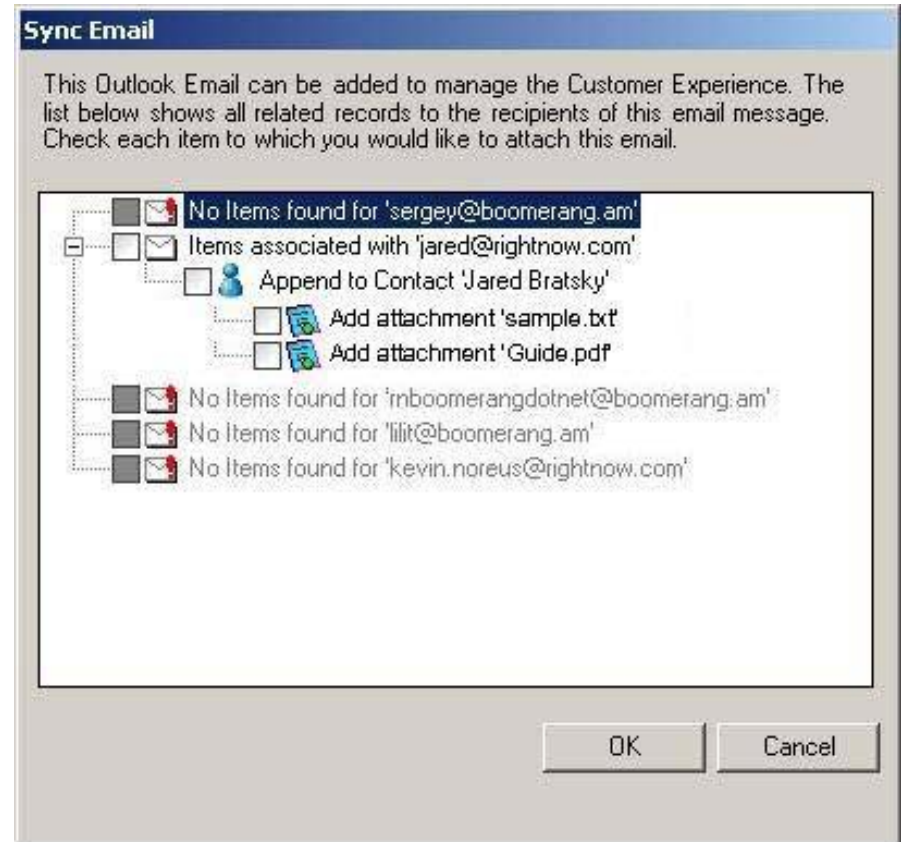 Sync Email
This Outlook Email can be added to manage the Customer Experience. The
list below shows all related records to the recipients of this email message.
Check each item to which you would like to attach this email.
No Items found for 'sergey@boomerang.am'
Items associated with 'jared@rightnow.com'
Append to Contact 'Jared Bratsky'
Add attachment 'sample.txt'
Add attachment 'Guide.pdf'
No Items found for 'rnboomerangdotnet@boomerang.am'
No Items found for 'lilit@boomerang.am'
No Items found for 'kevin.noreus@rightnow.com'
OK
Cancel